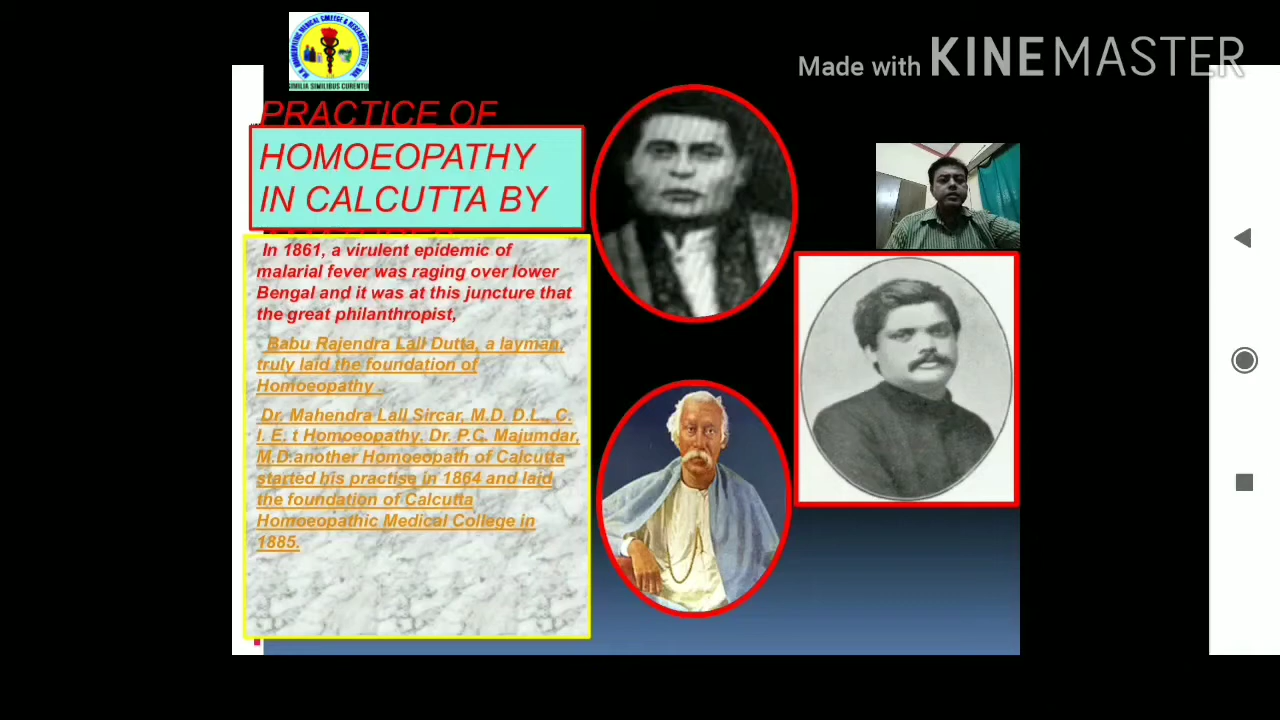 Made with KINEMASTER
SIMILIA SIMILIBUS CURENTUR
PRACTICE OF
HOMOEOPATHY
IN CALCUTTA BY
In 1861, a virulent epidemic of
malarial fever was raging over lower
Bengal and it was at this juncture that
the great philanthropist,
Babu Rajendra Lall Dutta, a layman,
truly laid the foundation of
Homoeopathy .
Dr. Mahendra Lall Sircar, M.D. D.L., C.
I. E. t Homoeopathy. Dr. P.C. Majumdar,
M.D.another Homoeopath of Calcutta
started his practise in 1864 and laid
the foundation of Calcutta
Homoeopathic Medical College in
1885.